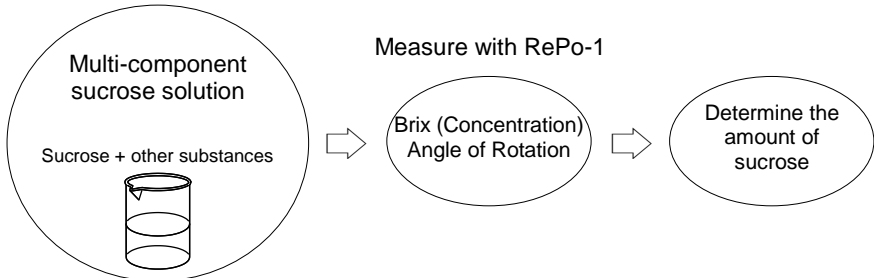 Multi-component
sucrose solution
Sucrose + other substances
Measure with RePo-1
Brix (Concentration)
Angle of Rotation
Determine the
amount of
sucrose